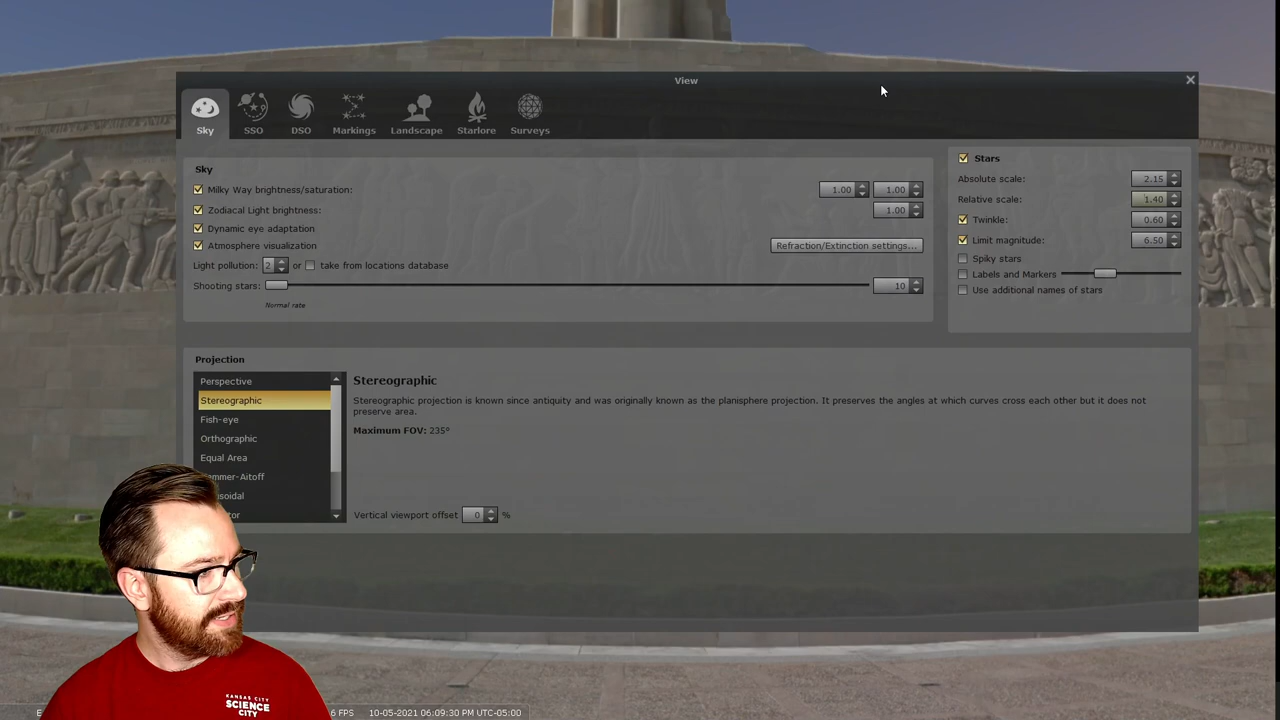 View
Sky
SSO
DSO
Markings
Landscape
Starlore
Surveys
Sky
Milky Way brightness/saturation:
1.00
1.00
Zodiacal Light brightness:
1.00
Dynamic eye adaptation
Atmosphere visualization
Refraction/Extinction settings...
Light pollution:
2
or
take from locations database
Shooting stars:
10
Normal rate
Stars
Absolute scale:
2.15
Relative scale:
1.40
Twinkle:
0.60
Limit magnitude:
6.50
Spiky stars
Labels and Markers
Use additional names of stars
Projection
Perspective
Stereographic
Fish-eye
Orthographic
Equal Area
Stereographic
Stereographic projection is known since antiquity and was originally known as the planisphere projection. It preserves the angles at which curves cross each other but it does not
preserve area.
Maximum FOV: 235°
Vertical viewport offset
0
%
KANSAS CITY
SCIENCE
CITY
FPS
10-05-2021 06:09:30 PM UTC-05:00